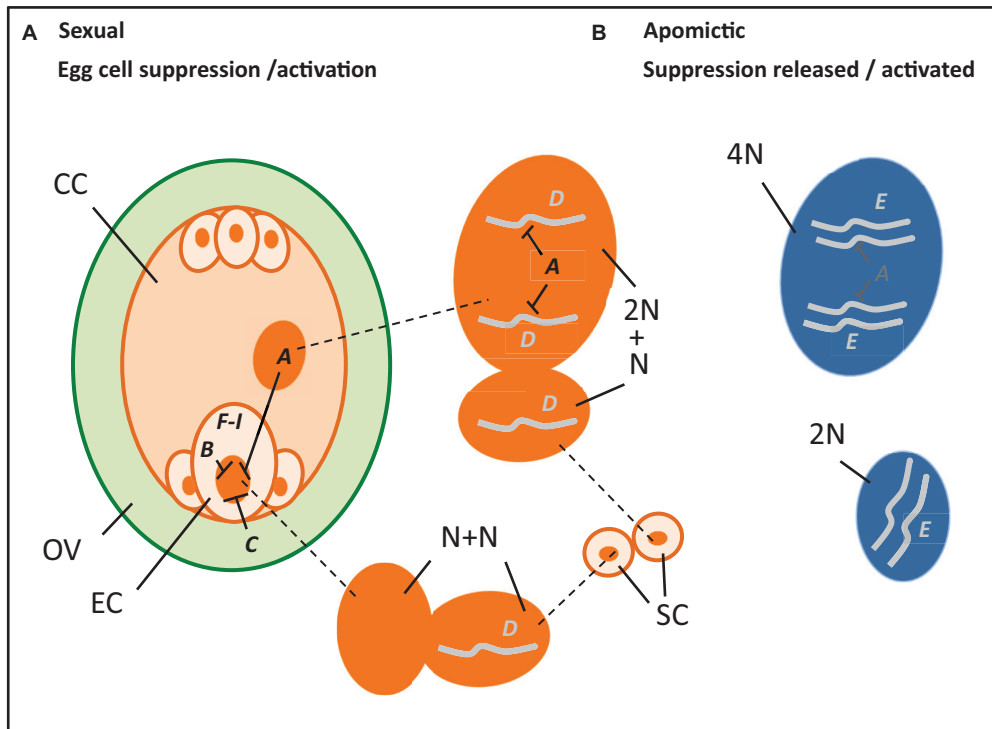 A Sexual
Egg cell suppression /activation
B Apomictic
Suppression released / activated
CC
A
F-I
B
C
OV
EC
D
A
D
2N
+
N
D
N+N
D
SC
4N
E
A
E
2N
E